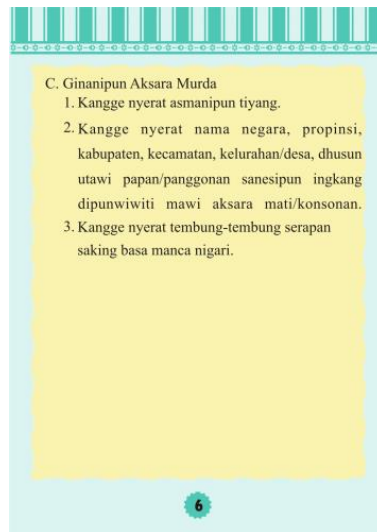 C. Ginanipun Aksara Murda
1. Kangge nyerat asmanipun tiyang.
2. Kangge nyerat nama negara, propinsi,
kabupaten, kecamatan, kelurahan/desa, dhusun
utawi papan/panggonan sanesipun ingkang
dipunwiwiti mawi aksara mati/konsonan.
3. Kangge nyerat tembung-tembung serapan
saking basa manca nigari.
6